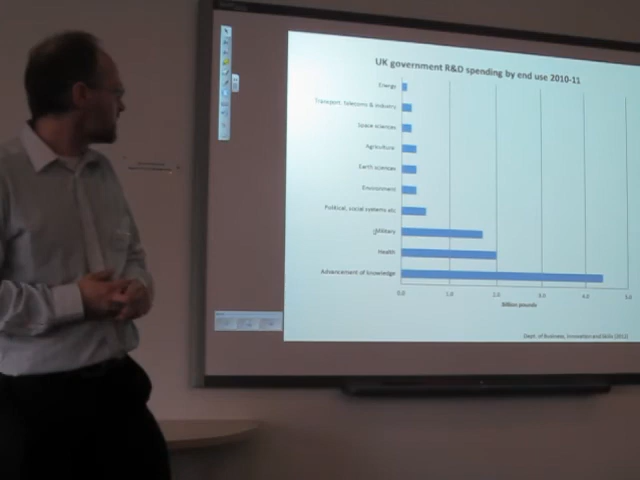 UK government R&D spending by end use 2010-11
Energy
Transport, Telecoms & Industry
Space sciences
Agriculture
Earth sciences
Environment
Political, social systems etc
Military
Health
Advancement of knowledge
0.0 1.0 2.0 3.0 4.0 5.0
Billion pounds
Dept. of Business, Innovation and Skills (2012)